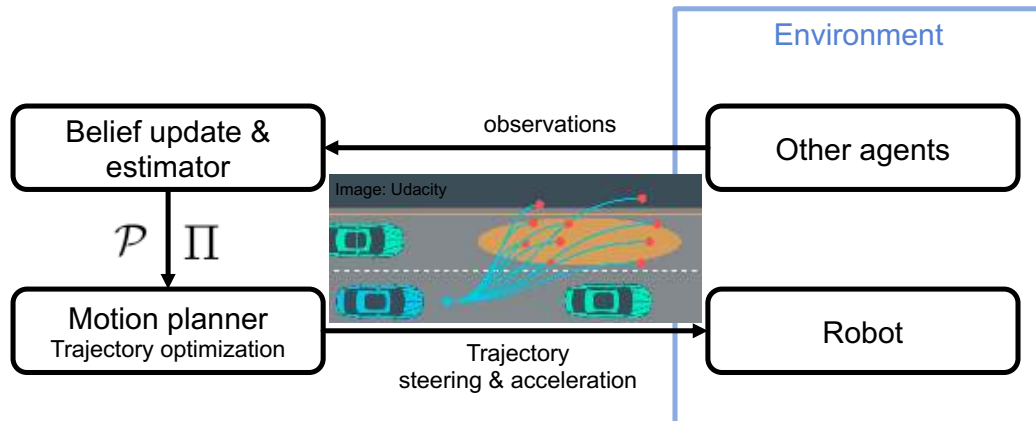 Environment
Belief update &
estimator
observations
Other agents
Image: Udacity
𝒫 Π
Motion planner
Trajectory optimization
Robot
Trajectory
steering & acceleration